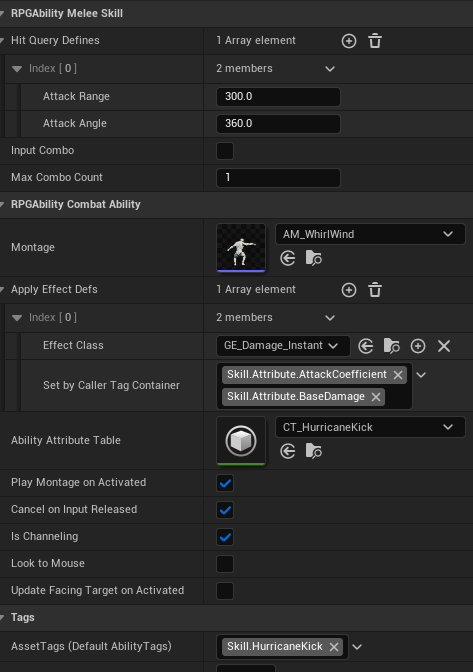 RPGAbility Melee Skill
Hit Query Defines 1 Array element
Index [ 0 ] 2 members
Attack Range 300.0
Attack Angle 360.0
Input Combo
Max Combo Count 1
RPGAbility Combat Ability
Montage AM_WhirlWind
Apply Effect Defs 1 Array element
Index [ 0 ] 2 members
Effect Class GE_Damage_Instant
Set by Caller Tag Container Skill.Attribute.AttackCoefficient
Skill.Attribute.BaseDamage
Ability Attribute Table CT_HurricaneKick
Play Montage on Activated
Cancel on Input Released
Is Channeling
Look to Mouse
Update Facing Target on Activated
Tags
AssetTags (Default AbilityTags) Skill.HurricaneKick